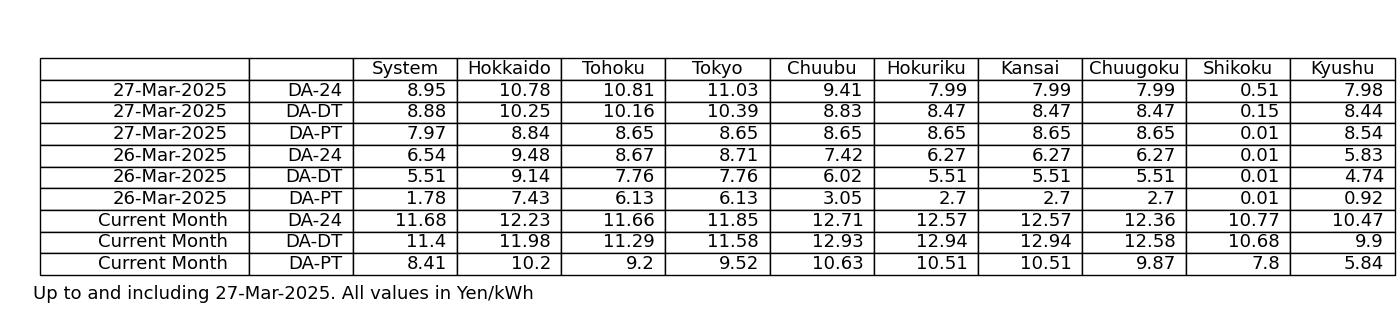 System Hokkaido Tohoku Tokyo Chuubu Hokuriku Kansai Chuugoku Shikoku Kyushu
27-Mar-2025 DA-24 8.95 10.78 10.81 11.03 9.41 7.99 7.99 7.99 0.51 7.98
27-Mar-2025 DA-DT 8.88 10.25 10.16 10.39 8.83 8.47 8.47 8.47 0.15 8.44
27-Mar-2025 DA-PT 7.97 8.84 8.65 8.65 8.65 8.65 8.65 8.65 0.01 8.54
26-Mar-2025 DA-24 6.54 9.48 8.67 8.71 7.42 6.27 6.27 6.27 0.01 5.83
26-Mar-2025 DA-DT 5.51 9.14 7.76 7.76 6.02 5.51 5.51 5.51 0.01 4.74
26-Mar-2025 DA-PT 1.78 7.43 6.13 6.13 3.05 2.7 2.7 2.7 0.01 0.92
Current Month DA-24 11.68 12.23 11.66 11.85 12.71 12.57 12.57 12.36 10.77 10.47
Current Month DA-DT 11.4 11.98 11.29 11.58 12.93 12.94 12.94 12.58 10.68 9.9
Current Month DA-PT 8.41 10.2 9.2 9.52 10.63 10.51 10.51 9.87 7.8 5.84
Up to and including 27-Mar-2025. All values in Yen/kWh